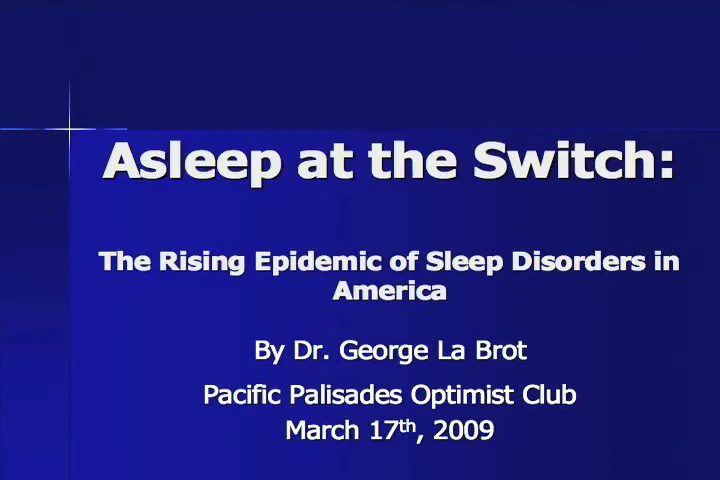 Asleep at the Switch:
The Rising Epidemic of Sleep Disorders in
America
By Dr. George La Brot
Pacific Palisades Optimist Club
March 17th, 2009